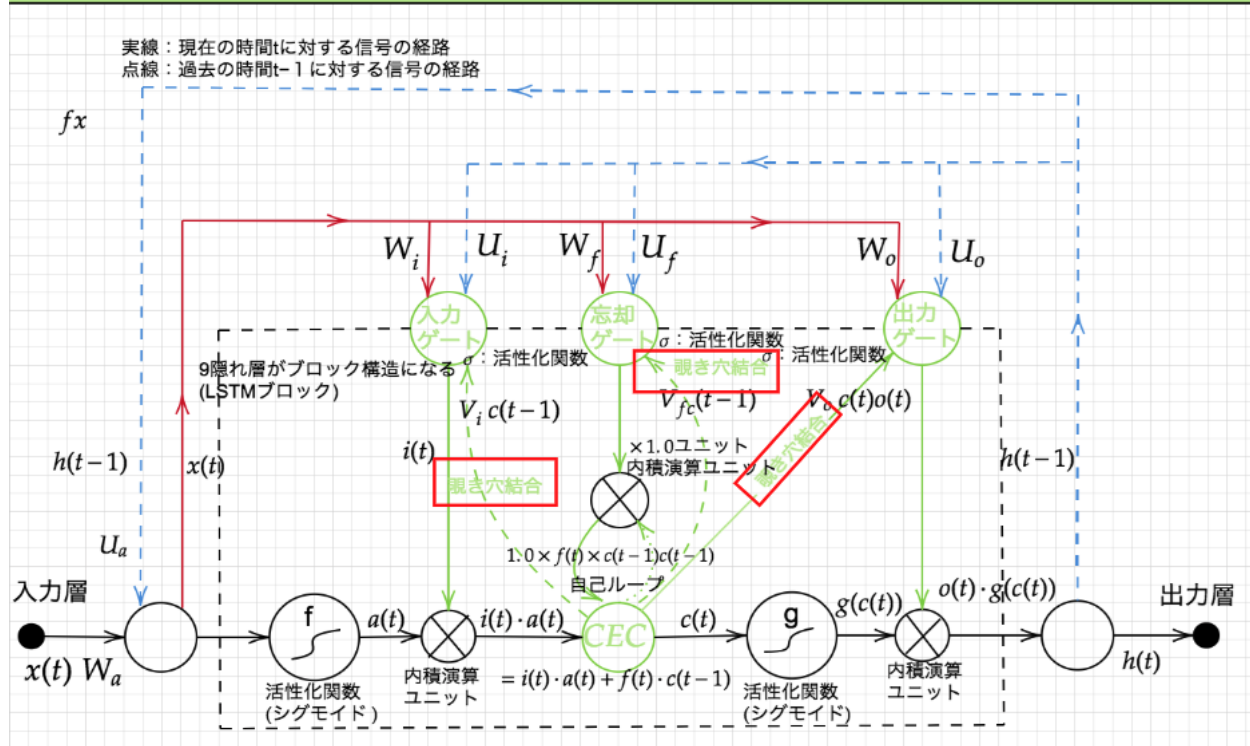 実線：現在の時間tに対する信号の経路
点線：過去の時間t−１に対する信号の経路
fx
W_i
U_i
W_f
U_f
W_o
U_o
入力
ゲート
忘却
ゲート
出力
ゲート
σ：活性化関数
σ：活性化関数
σ：活性化関数
9隠れ層がブロック構造になる
(LSTMブロック)
覗き穴結合
V_i c(t−1)
V_fc(t−1)
V_o c(t)o(t)
i(t)
×1.0ユニット
内積演算ユニット
覗き穴結合
覗き穴結合
h(t−1)
x(t)
h(t−1)
U_a
1.0×f(t)×c(t−1)c(t−1)
自己ループ
入力層
出力層
f
a(t)
i(t)·a(t)
CEC
c(t)
g
g(c(t))
o(t)·g(c(t))
x(t) W_a
h(t)
内積演算
ユニット
=i(t)·a(t)+f(t)·c(t−1)
内積演算
ユニット
活性化関数
(シグモイド )
活性化関数
(シグモイド)